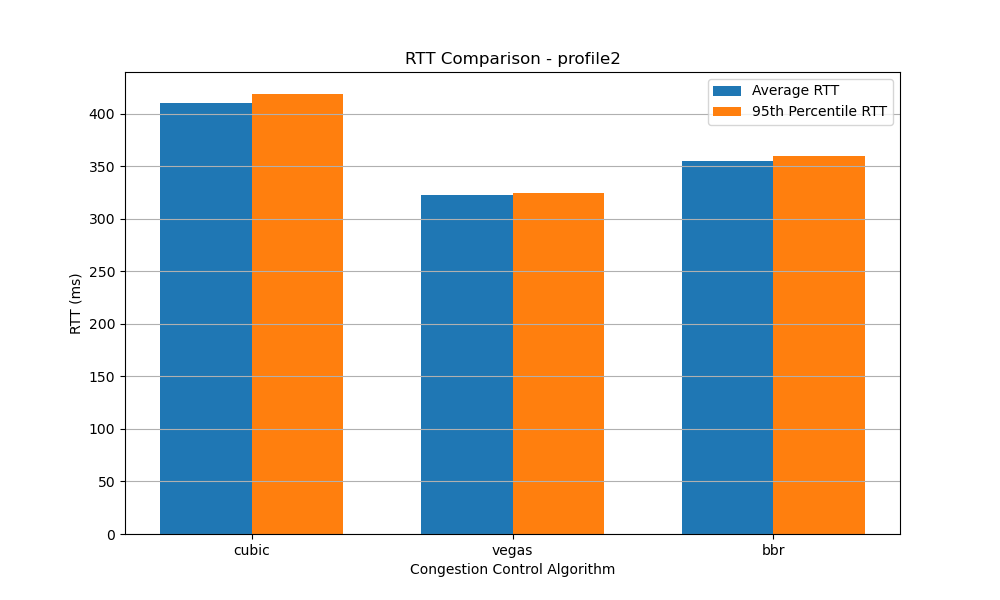 RTT Comparison - profile2
Average RTT
95th Percentile RTT
RTT (ms)
400
350
300
250
200
150
100
50
0
cubic
vegas
bbr
Congestion Control Algorithm